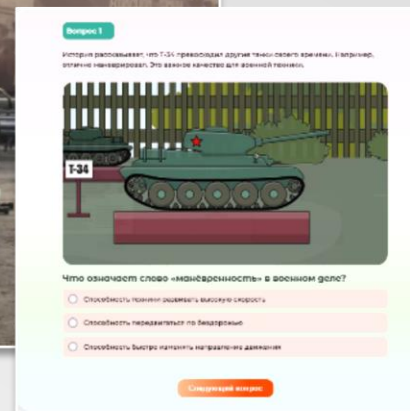 Вопрос 1
История рассказывает, что Т-34 превосходил другие танки своего времени. Например,
отлично маневрировал. Это важное качество для военной техники.
Т-34
Что означает слово «манёвренность» в военном деле?
Способность техники развивать высокую скорость
Способность передвигаться по бездорожью
Способность быстро изменять направление движения
Следующий вопрос